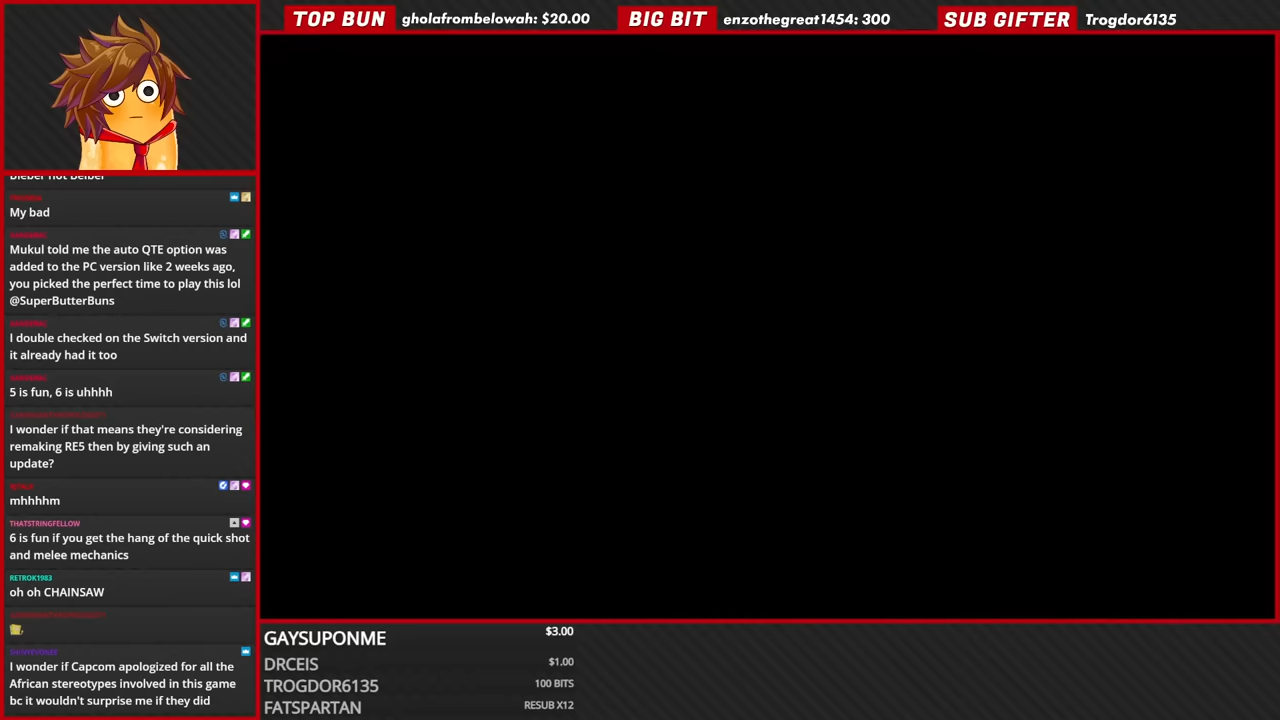 TOP BUN gholafrombelowah: $20.00 BIG BIT enzothegreat1454: 300 SUB GIFTER Trogdor6135
My bad
Mukul told me the auto QTE option was
added to the PC version like 2 weeks ago,
you picked the perfect time to play this lol
@SuperButterBuns
I double checked on the Switch version and
it already had it too
5 is fun, 6 is uhhhh
I wonder if that means they're considering
remaking RE5 then by giving such an
update?
mhhhhm
THATSTRINGFELLOW
6 is fun if you get the hang of the quick shot
and melee mechanics
RETROK1983
oh oh CHAINSAW
I wonder if Capcom apologized for all the
African stereotypes involved in this game
bc it wouldn't surprise me if they did
GAYSUPONME $3.00
DRCEIS $1.00
TROGDOR6135 100 BITS
FATSPARTAN RESUB X12